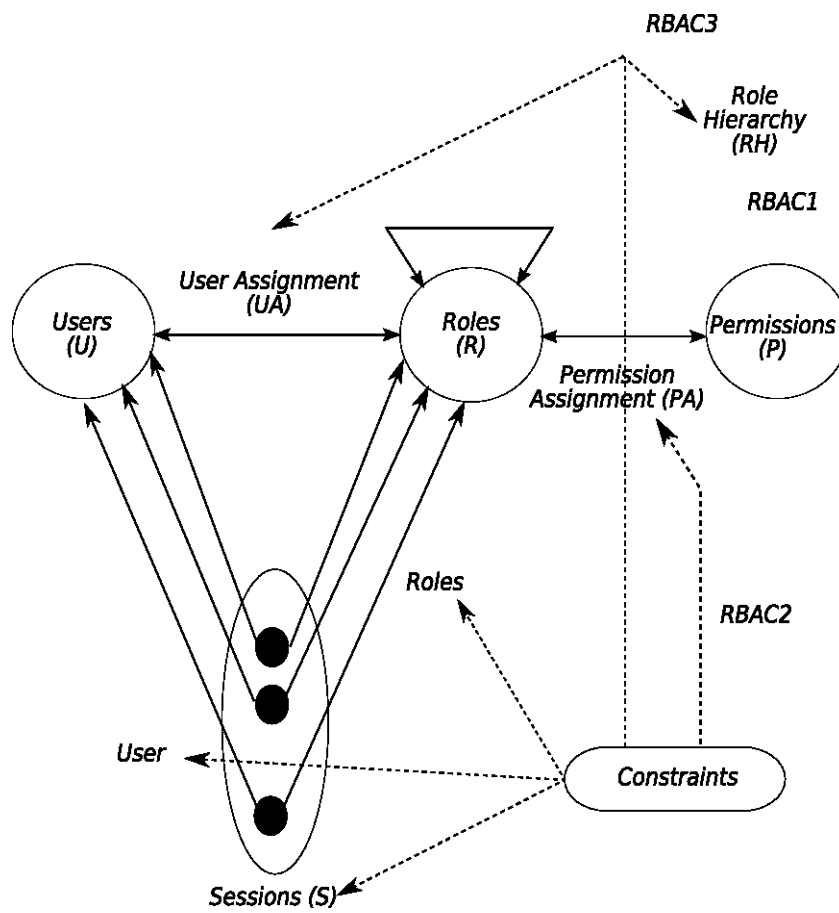 RBAC3
Role
Hierarchy
(RH)
RBAC1
User Assignment
(UA)
Users
(U)
Roles
(R)
Permissions
(P)
Permission
Assignment (PA)
Roles
RBAC2
User
Constraints
Sessions (S)